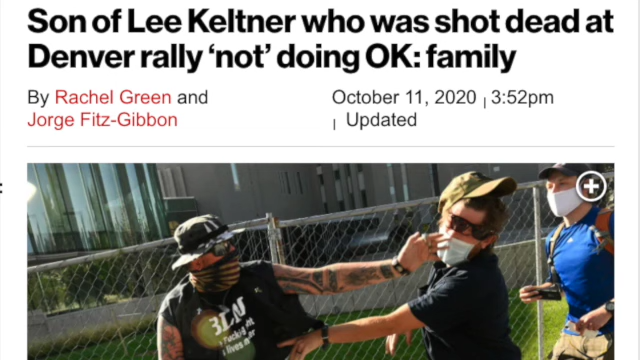 Son of Lee Keltner who was shot dead at
Denver rally ‘not’ doing OK: family
By Rachel Green and
Jorge Fitz-Gibbon
October 11, 2020 | 3:52pm
| Updated